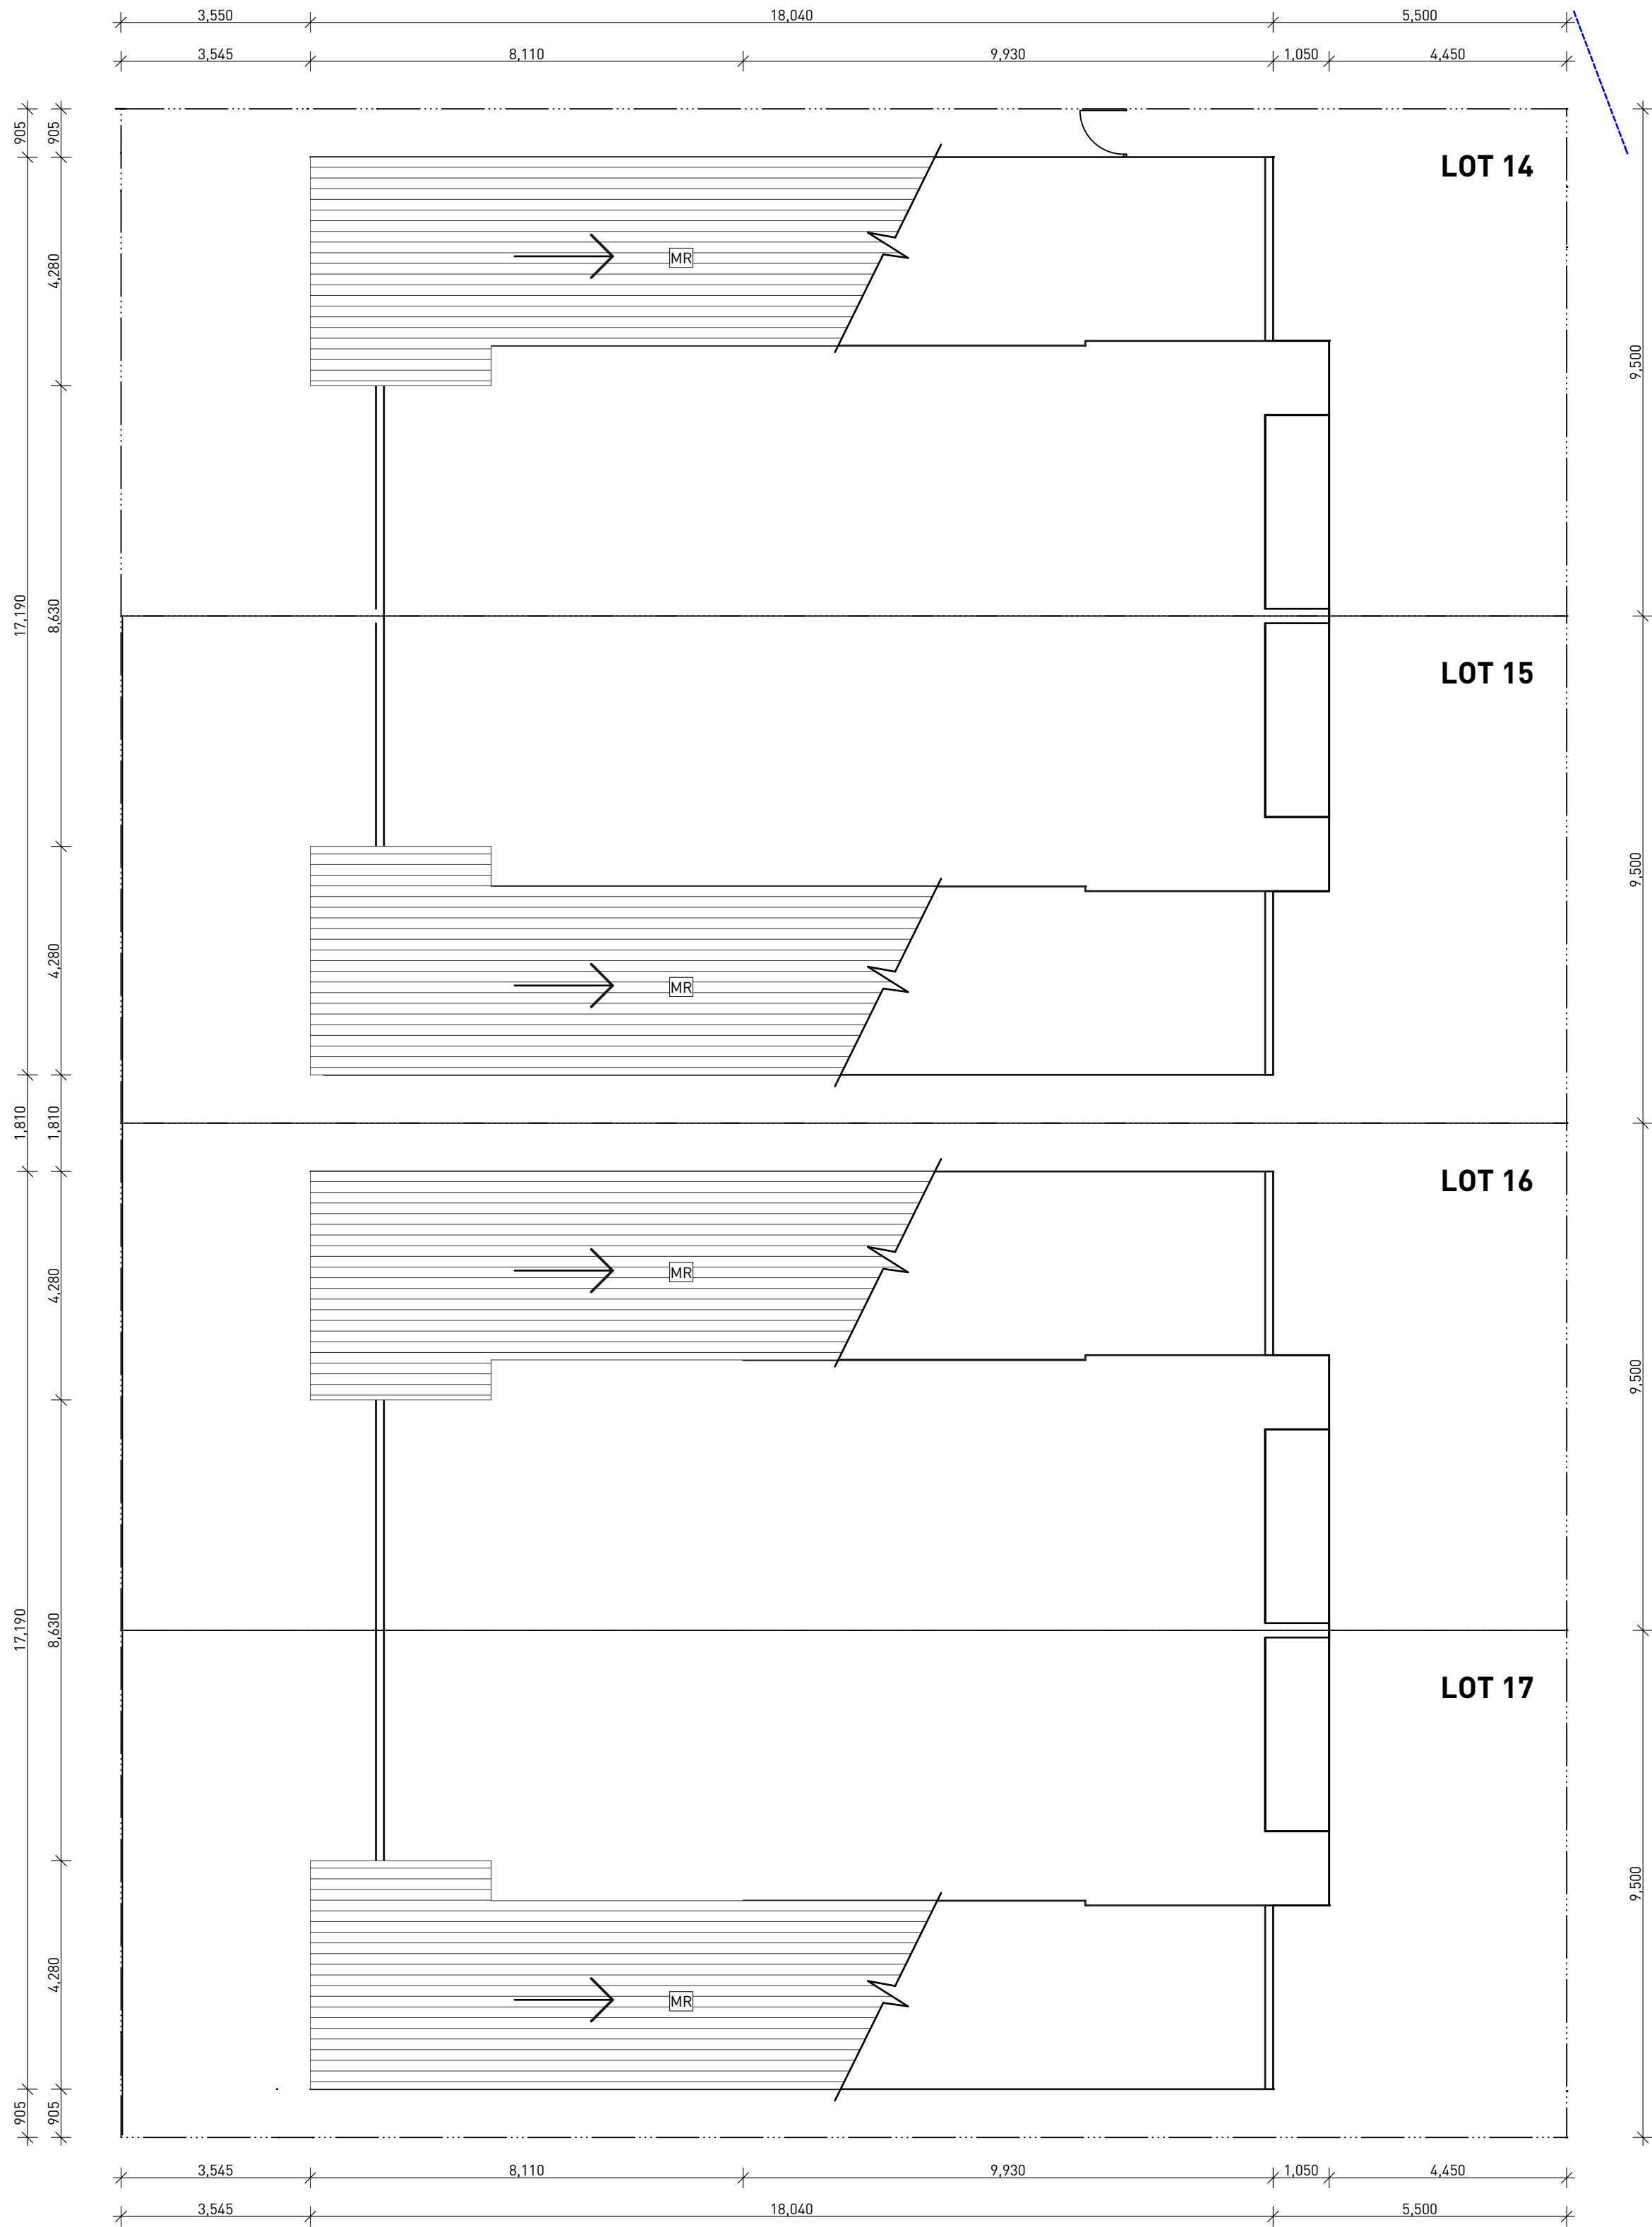 3,550 18,040 5,500
3,545 8,110 9,930 1,050 4,450
905 905
LOT 14
MR
4,280
9,500
17,190 8,630
LOT 15
9,500
4,280
MR
1,810 1,810
LOT 16
MR
4,280
9,500
17,190 8,630
LOT 17
9,500
4,280
MR
905 905
3,545 8,110 9,930 1,050 4,450
3,545 18,040 5,500